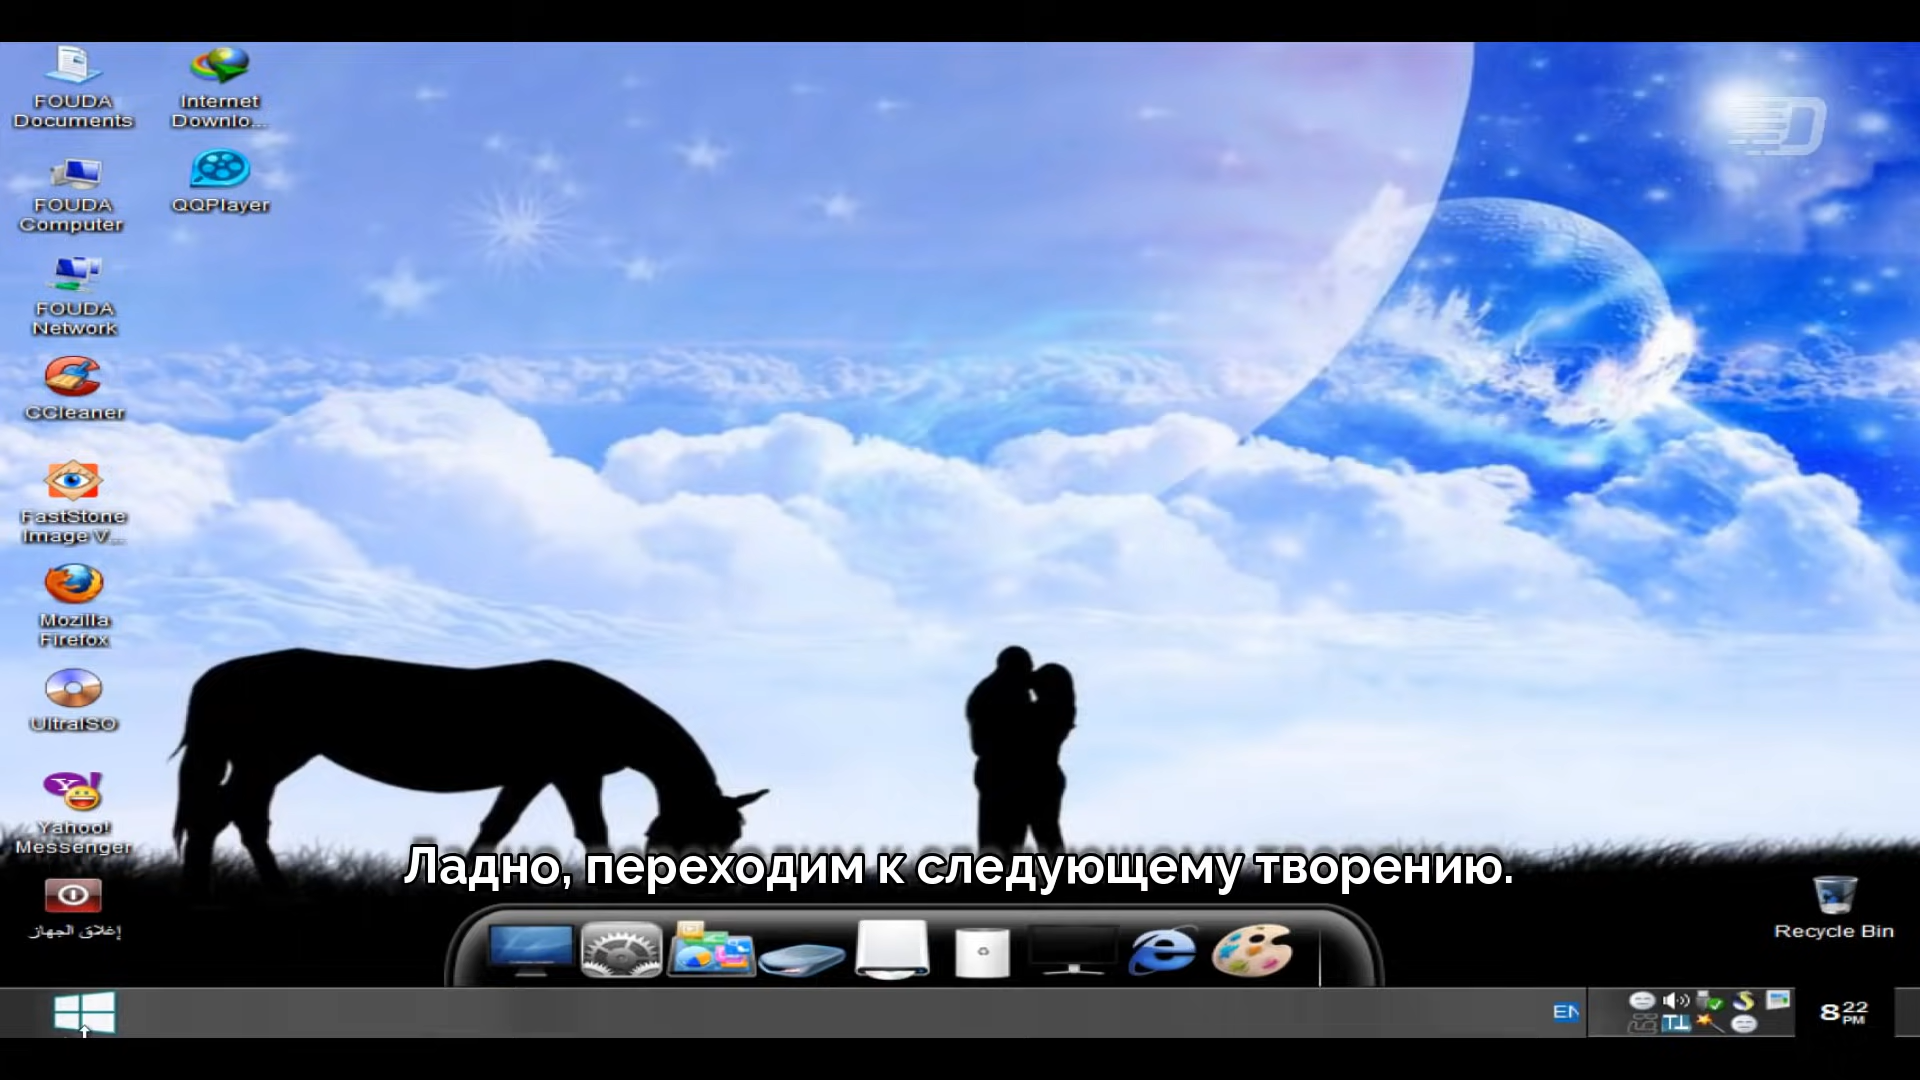 FOUDA
Documents
Internet
Downlo...
FOUDA
Computer
QQPlayer
FOUDA
Network
CCleaner
FastStone
Image V...
Mozilla
Firefox
UltraISO
Yahoo!
Messenger
إغلاق الجهاز
Recycle Bin
Ладно, переходим к следующему творению.
EN
8 22
PM